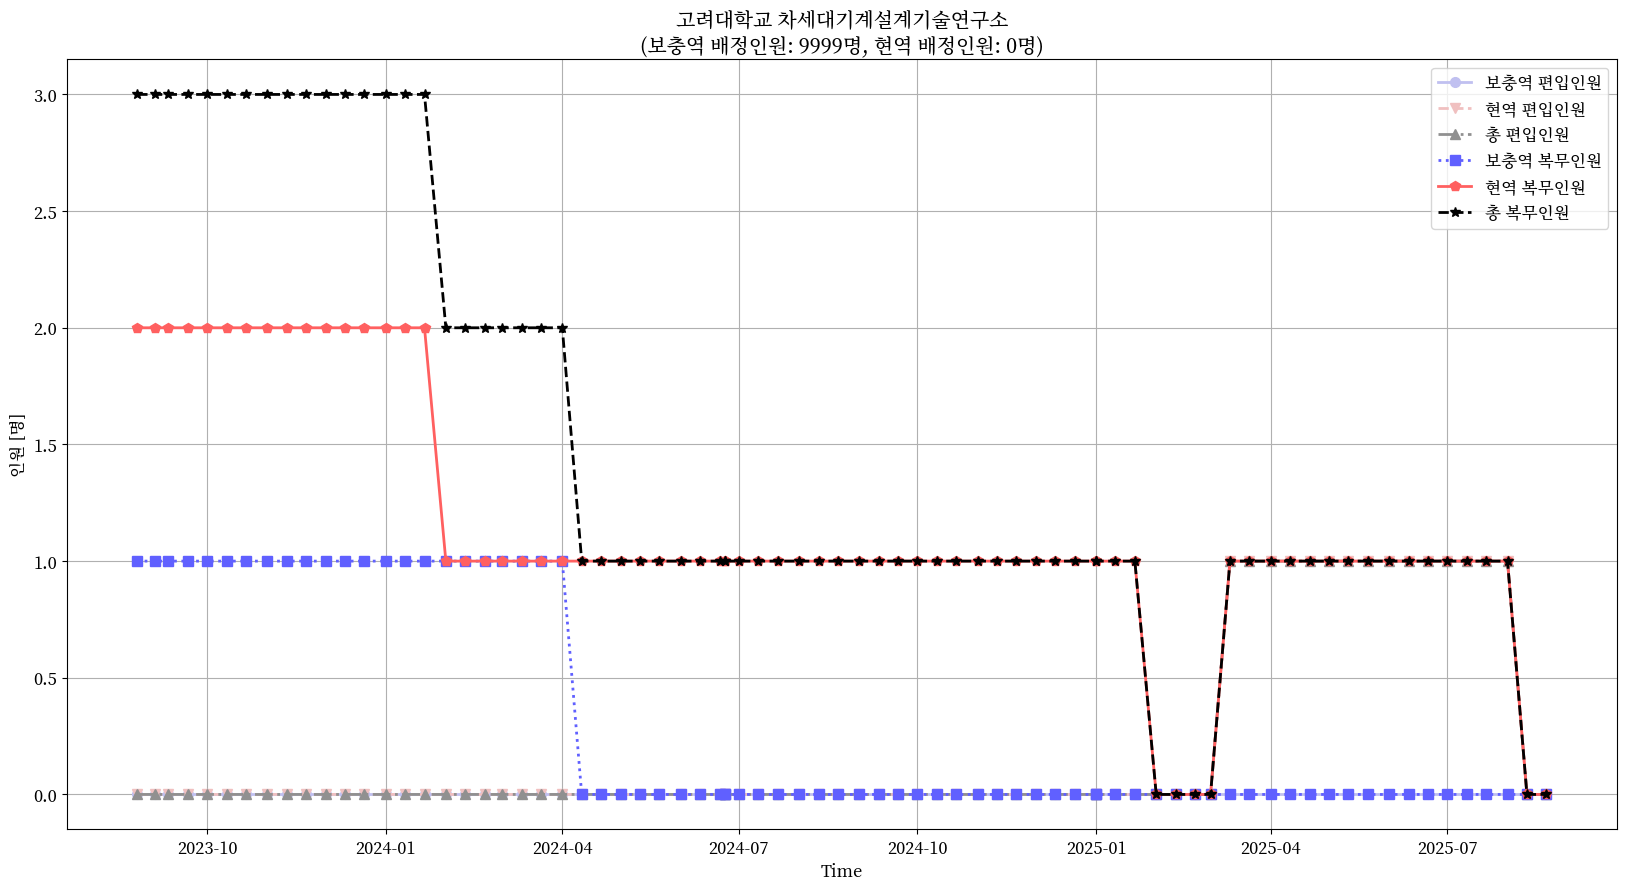 고려대학교 차세대기계설계기술연구소
(보충역 배정인원: 9999명, 현역 배정인원: 0명)
보충역 편입인원
현역 편입인원
총 편입인원
보충역 복무인원
현역 복무인원
총 복무인원
인원 [명]
3.0
2.5
2.0
1.5
1.0
0.5
0.0
2023-10
2024-01
2024-04
2024-07
2024-10
2025-01
2025-04
2025-07
Time